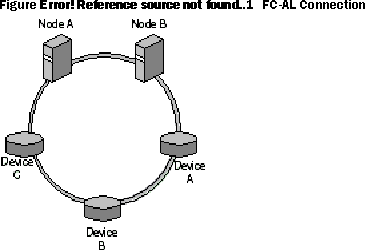 Figure Error! Reference source not found..1 FC-AL Connection
Node A
Node B
Device
C
Device
A
Device
B